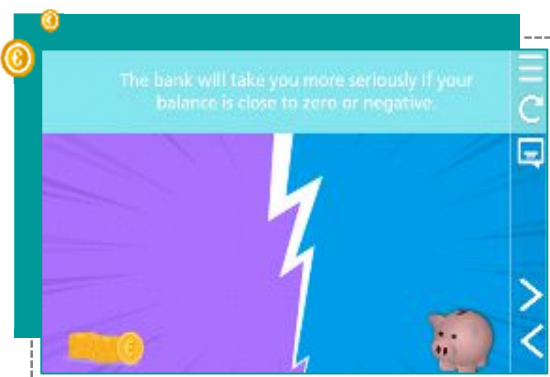 The bank will take you more seriously if your
balance is close to zero or negative.